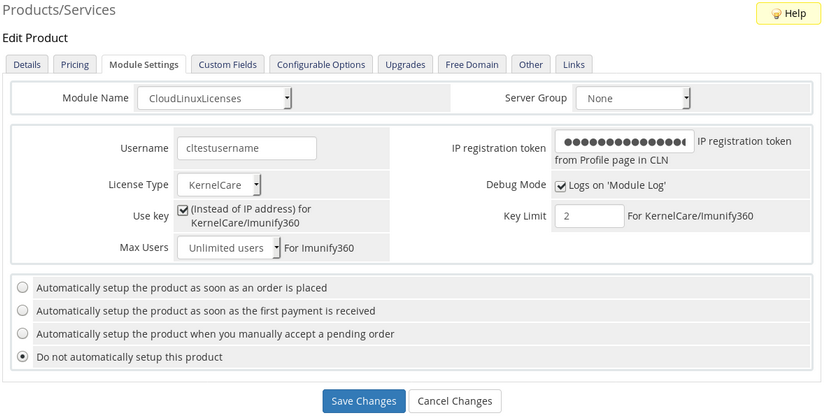 Products/Services
Help
Edit Product
Details Pricing Module Settings Custom Fields Configurable Options Upgrades Free Domain Other Links
Module Name CloudLinuxLicenses Server Group None
Username cltestusername IP registration token ●●●●●●●●●●●●●●● IP registration token
from Profile page in CLN
License Type KernelCare Debug Mode Logs on 'Module Log'
Use key (Instead of IP address) for
KernelCare/Imunify360
Key Limit 2 For KernelCare/Imunify360
Max Users Unlimited users For Imunify360
Automatically setup the product as soon as an order is placed
Automatically setup the product as soon as the first payment is received
Automatically setup the product when you manually accept a pending order
Do not automatically setup this product
Save Changes Cancel Changes